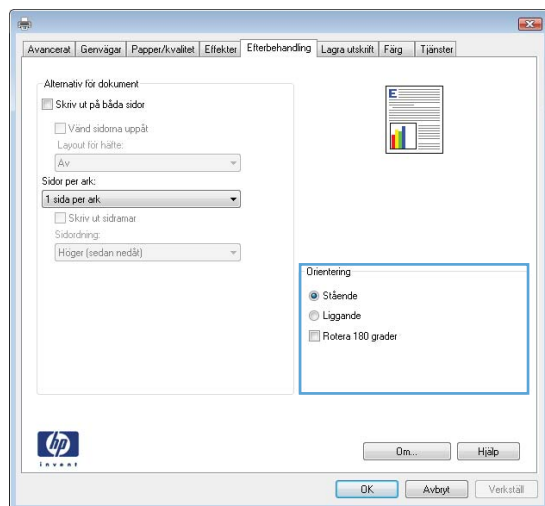 Avancerat Genvägar Papper/kvalitet Effekter Efterbehandling Lagra utskrift Färg Tjänster
Alternativ för dokument
Skriv ut på båda sidor
Vänd sidorna uppåt
Layout för häfte:
Av
Sidor per ark:
1 sida per ark
Skriv ut sidramar
Sidordning:
Höger (sedan nedåt)
E
Orientering
Stående
Liggande
Rotera 180 grader
hp
invent
Om... Hjälp
OK Avbryt Verkställ